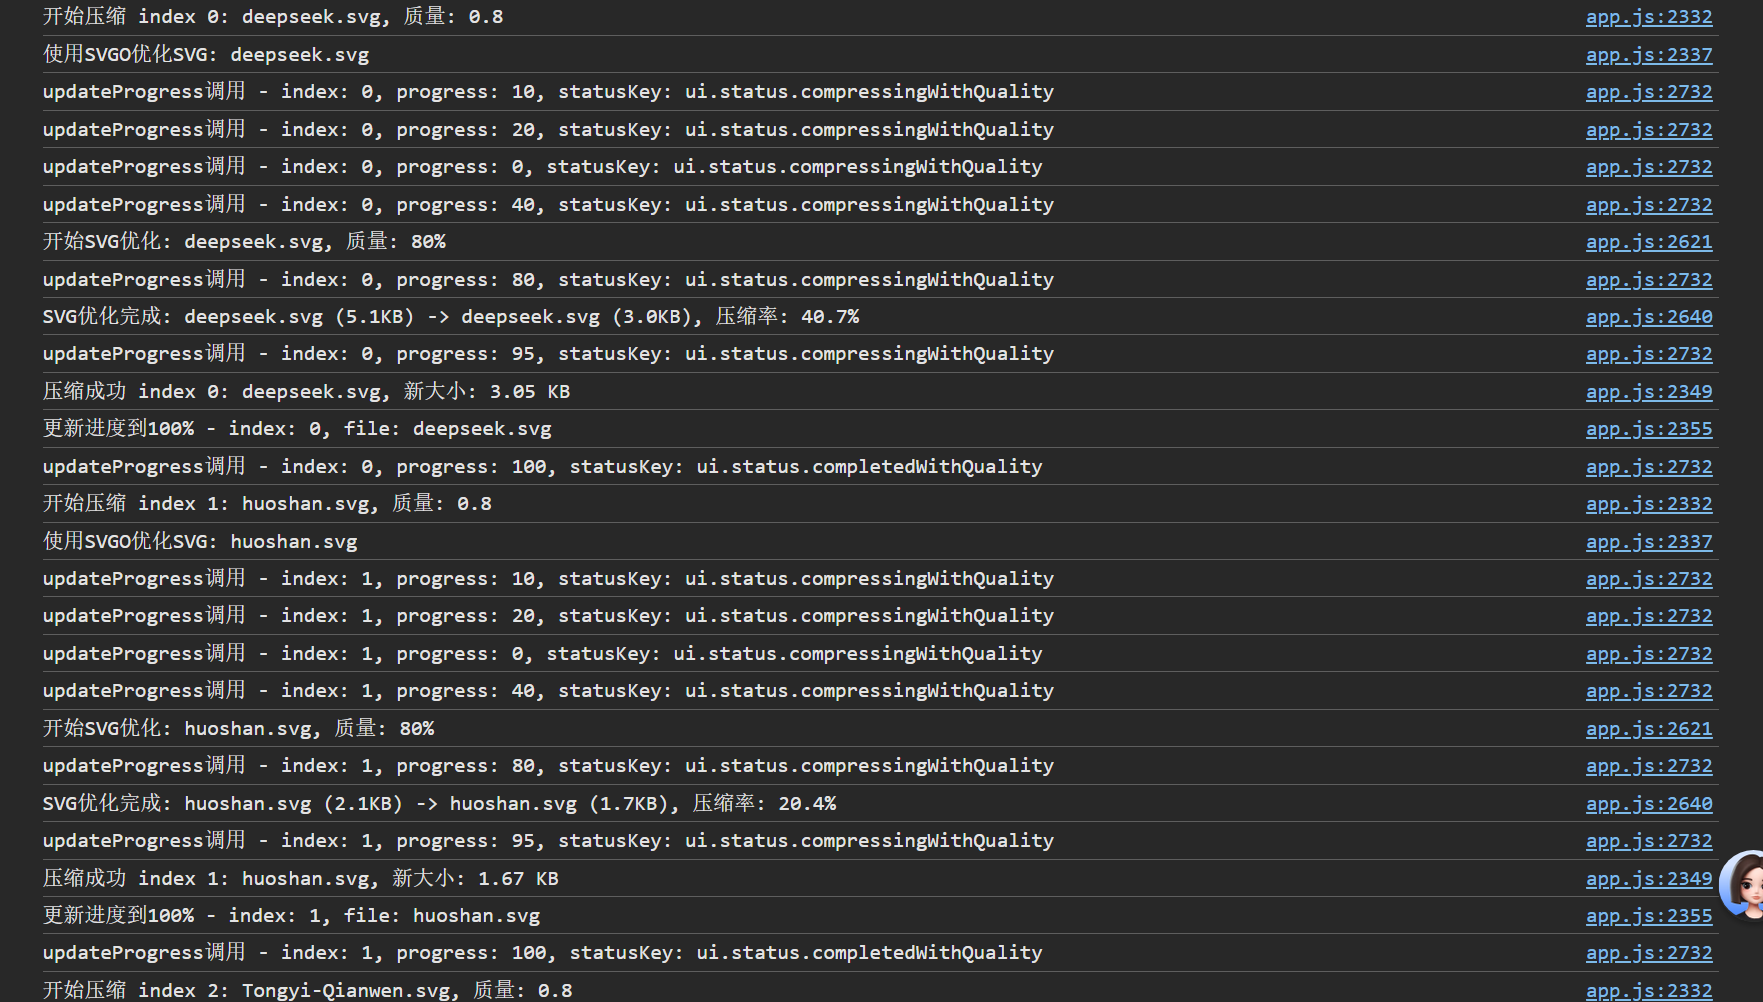 开始压缩 index 0: deepseek.svg, 质量: 0.8 app.js:2332
使用SVGO优化SVG: deepseek.svg app.js:2337
updateProgress调用 - index: 0, progress: 10, statusKey: ui.status.compressingWithQuality app.js:2732
updateProgress调用 - index: 0, progress: 20, statusKey: ui.status.compressingWithQuality app.js:2732
updateProgress调用 - index: 0, progress: 0, statusKey: ui.status.compressingWithQuality app.js:2732
updateProgress调用 - index: 0, progress: 40, statusKey: ui.status.compressingWithQuality app.js:2732
开始SVG优化: deepseek.svg, 质量: 80% app.js:2621
updateProgress调用 - index: 0, progress: 80, statusKey: ui.status.compressingWithQuality app.js:2732
SVG优化完成: deepseek.svg (5.1KB) -> deepseek.svg (3.0KB), 压缩率: 40.7% app.js:2640
updateProgress调用 - index: 0, progress: 95, statusKey: ui.status.compressingWithQuality app.js:2732
压缩成功 index 0: deepseek.svg, 新大小: 3.05 KB app.js:2349
更新进度到100% - index: 0, file: deepseek.svg app.js:2355
updateProgress调用 - index: 0, progress: 100, statusKey: ui.status.completedWithQuality app.js:2732
开始压缩 index 1: huoshan.svg, 质量: 0.8 app.js:2332
使用SVGO优化SVG: huoshan.svg app.js:2337
updateProgress调用 - index: 1, progress: 10, statusKey: ui.status.compressingWithQuality app.js:2732
updateProgress调用 - index: 1, progress: 20, statusKey: ui.status.compressingWithQuality app.js:2732
updateProgress调用 - index: 1, progress: 0, statusKey: ui.status.compressingWithQuality app.js:2732
updateProgress调用 - index: 1, progress: 40, statusKey: ui.status.compressingWithQuality app.js:2732
开始SVG优化: huoshan.svg, 质量: 80% app.js:2621
updateProgress调用 - index: 1, progress: 80, statusKey: ui.status.compressingWithQuality app.js:2732
SVG优化完成: huoshan.svg (2.1KB) -> huoshan.svg (1.7KB), 压缩率: 20.4% app.js:2640
updateProgress调用 - index: 1, progress: 95, statusKey: ui.status.compressingWithQuality app.js:2732
压缩成功 index 1: huoshan.svg, 新大小: 1.67 KB app.js:2349
更新进度到100% - index: 1, file: huoshan.svg app.js:2355
updateProgress调用 - index: 1, progress: 100, statusKey: ui.status.completedWithQuality app.js:2732
开始压缩 index 2: Tongyi-Qianwen.svg, 质量: 0.8 app.js:2332